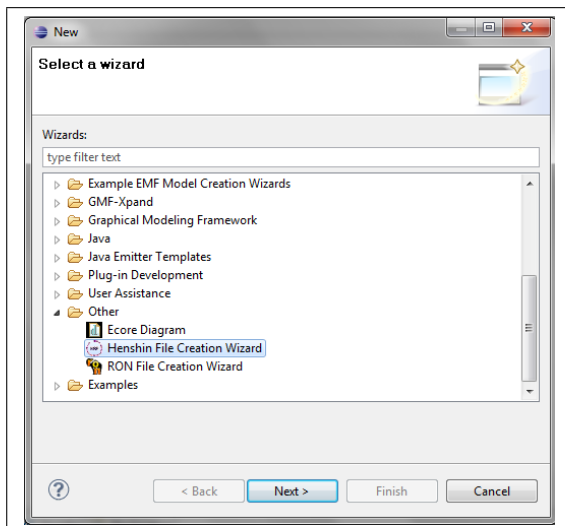 New
Select a wizard
Wizards:
type filter text
Example EMF Model Creation Wizards
GMF-Xpand
Graphical Modeling Framework
Java
Java Emitter Templates
Plug-in Development
User Assistance
Other
Ecore Diagram
Henshin File Creation Wizard
RON File Creation Wizard
Examples
? < Back Next > Finish Cancel